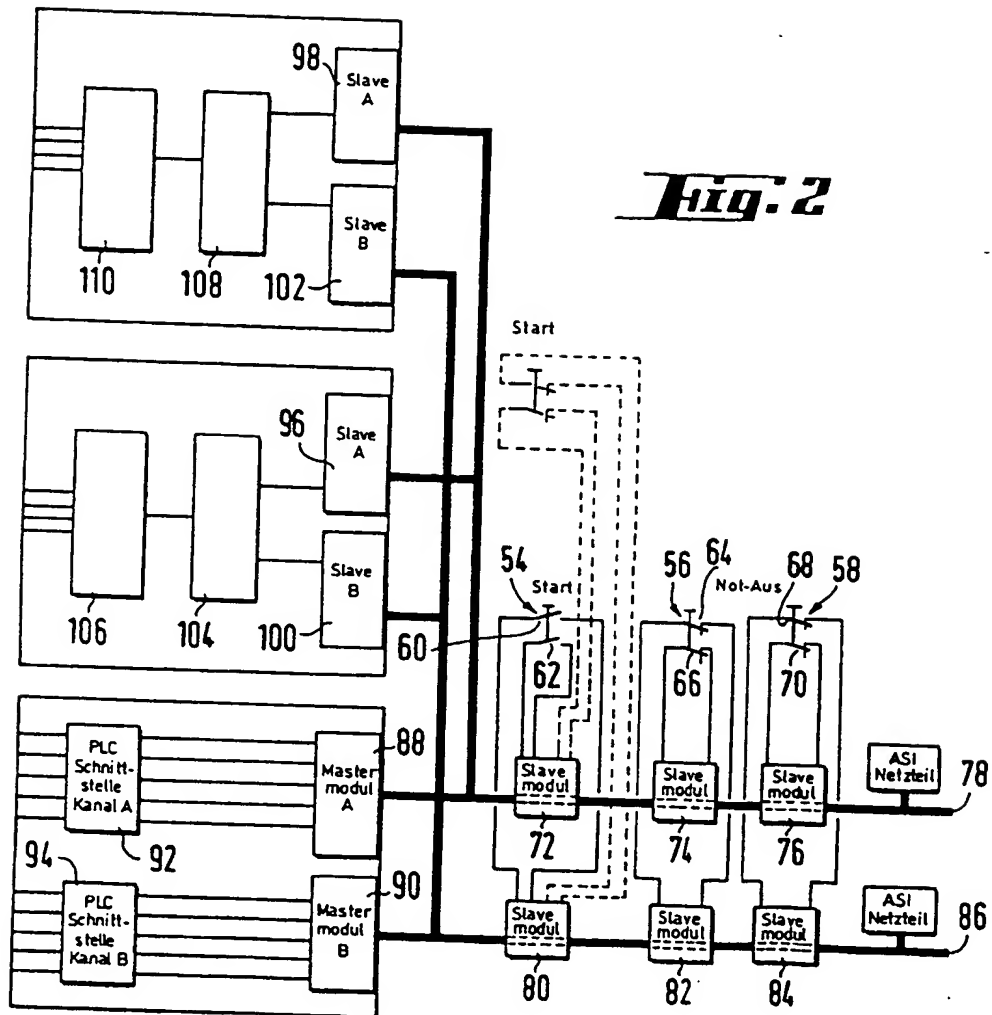 98
Slave
A
Slave
B
110
108
102
Fig. 2
Start
96
Slave
A
Slave
B
106
104
100
54
Start
60
62
56
64
Not-Aus
66
68
58
70
PLC
Schnitt-
stelle
Kanal A
92
88
Master
modul
A
Slave
modul
72
Slave
modul
74
Slave
modul
76
ASI
Netzteil
78
94
PLC
Schnitt-
stelle
Kanal B
90
Master
modul
B
Slave
modul
80
Slave
modul
82
Slave
modul
84
ASI
Netzteil
86